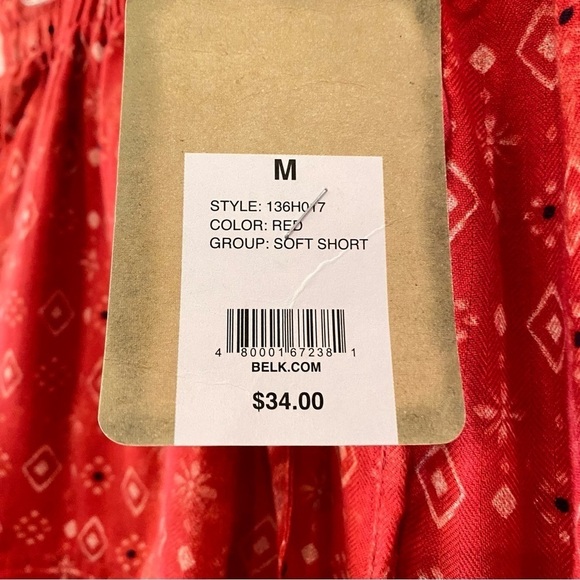 M
STYLE: 136H017
COLOR: RED
GROUP: SOFT SHORT
4 80001 67238 1
BELK.COM
$34.00